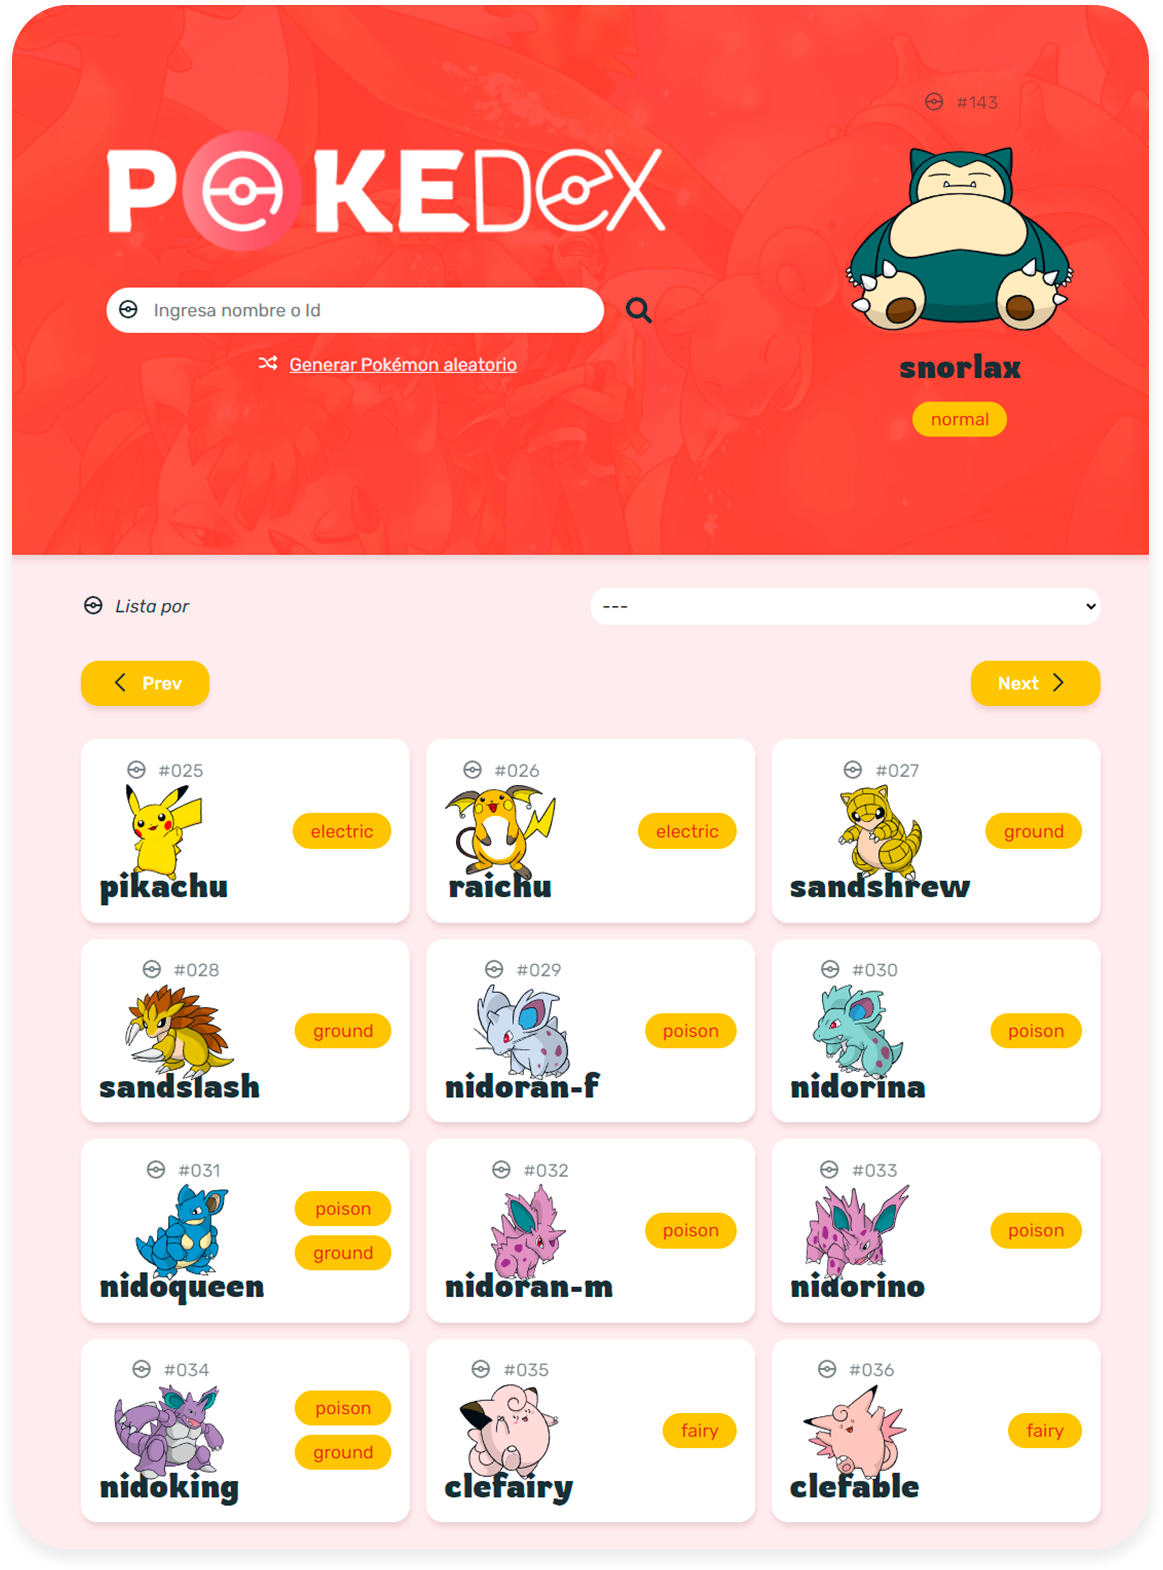 #143
POKEDEX
Ingresa nombre o Id
Generar Pokémon aleatorio
snorlax
normal
Lista por
---
Prev
Next
#025
electric
pikachu
#026
electric
raichu
#027
ground
sandshrew
#028
ground
sandslash
#029
poison
nidoran-f
#030
poison
nidorina
#031
poison
ground
nidoqueen
#032
poison
nidoran-m
#033
poison
nidorino
#034
poison
ground
nidoking
#035
fairy
clefairy
#036
fairy
clefable